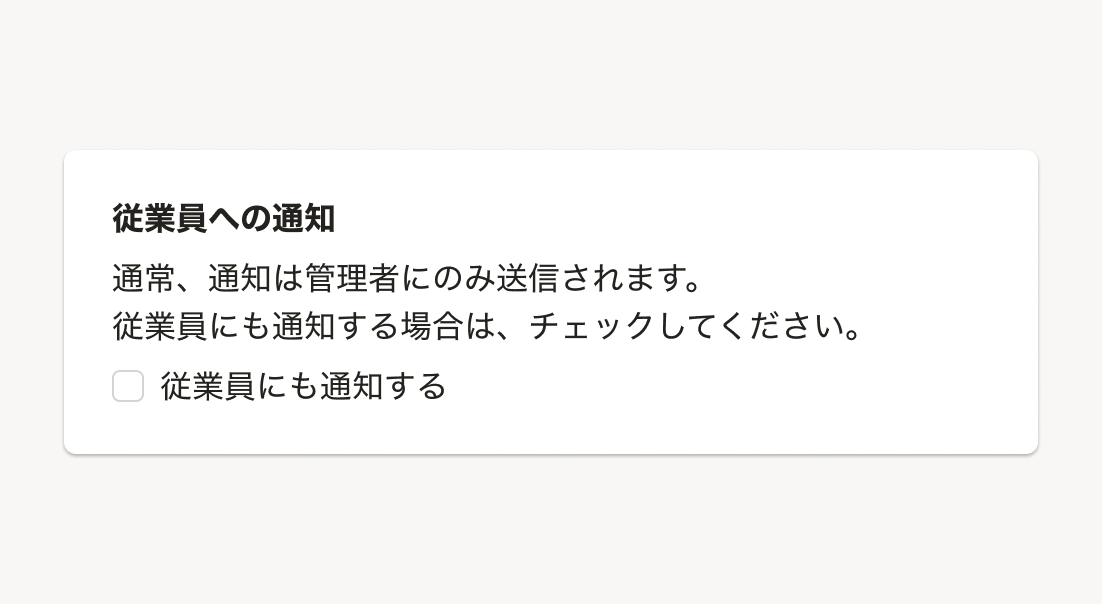 従業員への通知
通常、通知は管理者にのみ送信されます。
従業員にも通知する場合は、チェックしてください。
従業員にも通知する